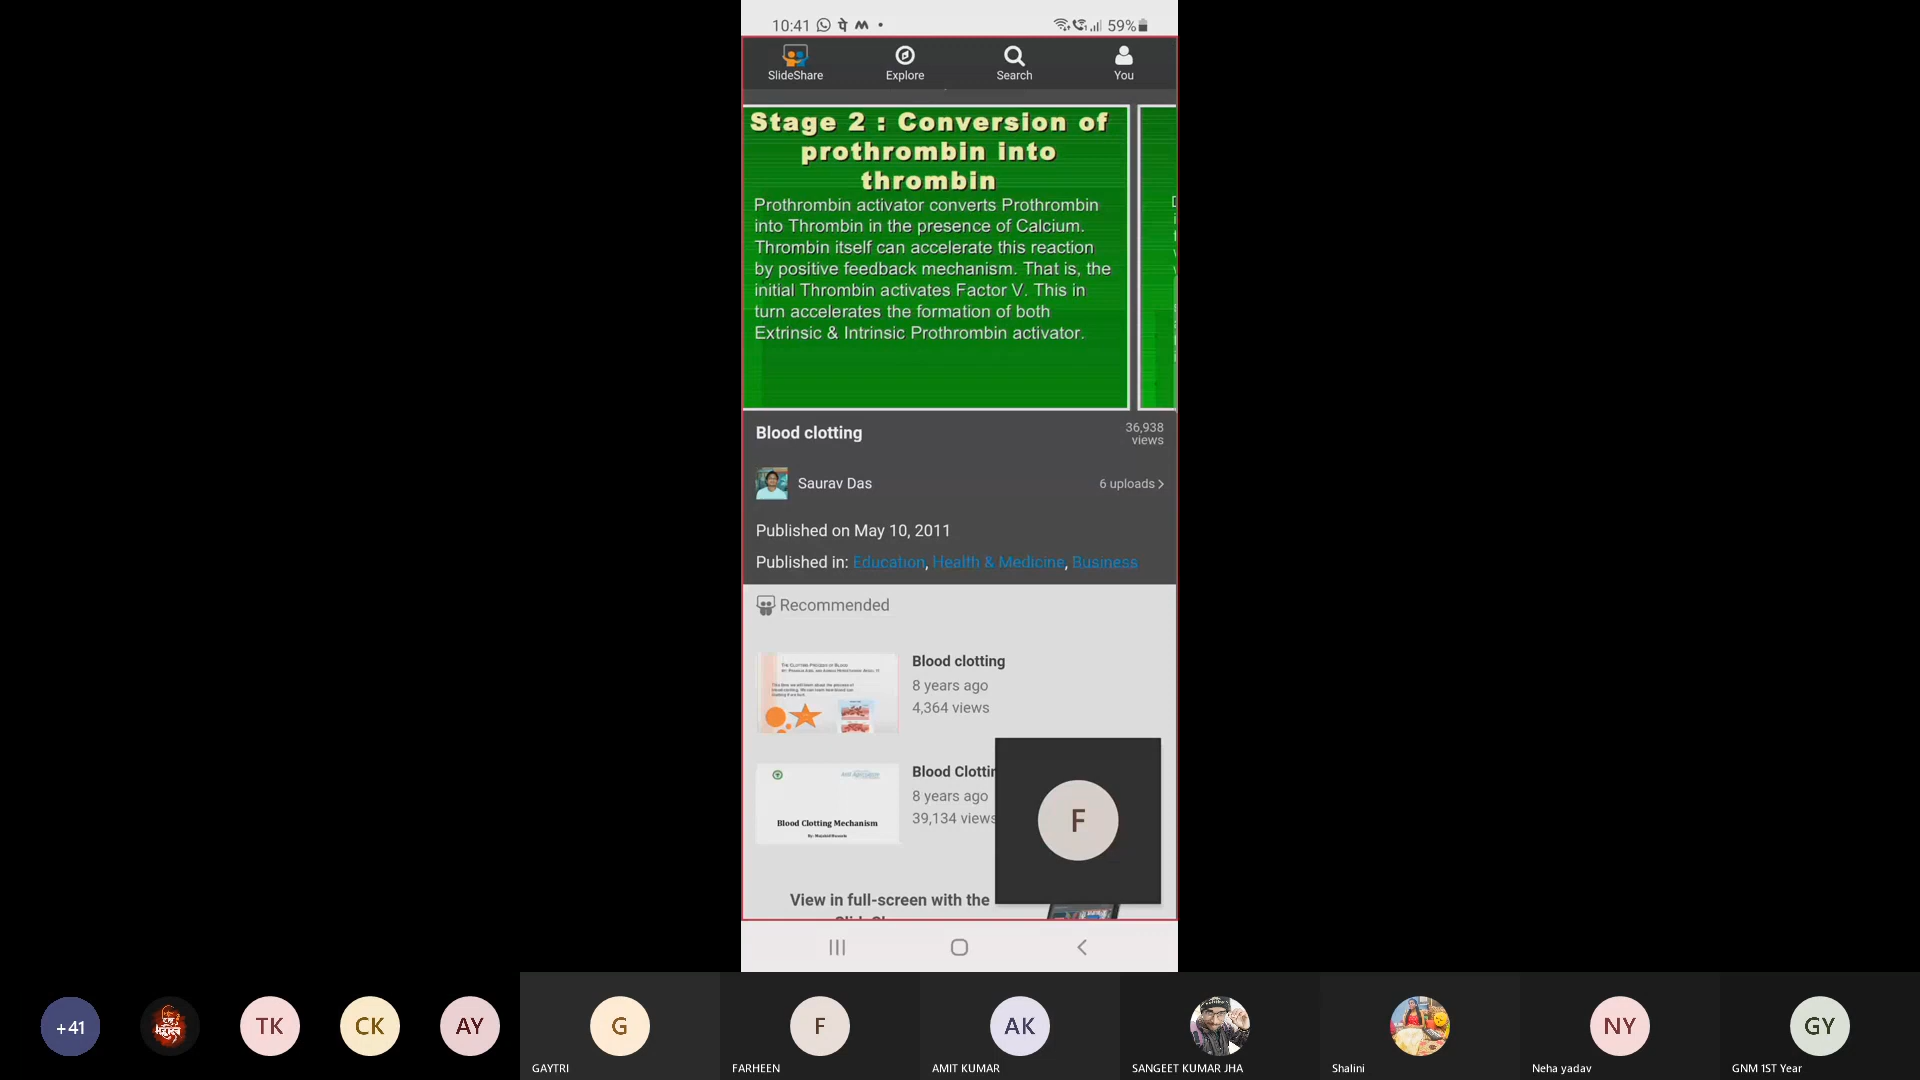 10:41
59%
SlideShare
Explore
Search
You
Stage 2 : Conversion of
prothrombin into
thrombin
Prothrombin activator converts Prothrombin
into Thrombin in the presence of Calcium.
Thrombin itself can accelerate this reaction
by positive feedback mechanism. That is, the
initial Thrombin activates Factor V. This in
turn accelerates the formation of both
Extrinsic & Intrinsic Prothrombin activator.
Blood clotting
36,938
views
Saurav Das
6 uploads
Published on May 10, 2011
Published in: Education, Health & Medicine, Business
Recommended
Blood clotting
8 years ago
4,364 views
Blood Clotting Mechanism
Blood Clottin
8 years ago
39,134 views
F
View in full-screen with the
+41
TK
CK
AY
G
F
AK
NY
GY
GAYTRI
FARHEEN
AMIT KUMAR
SANGEET KUMAR JHA
Shalini
Neha yadav
GNM 1ST Year